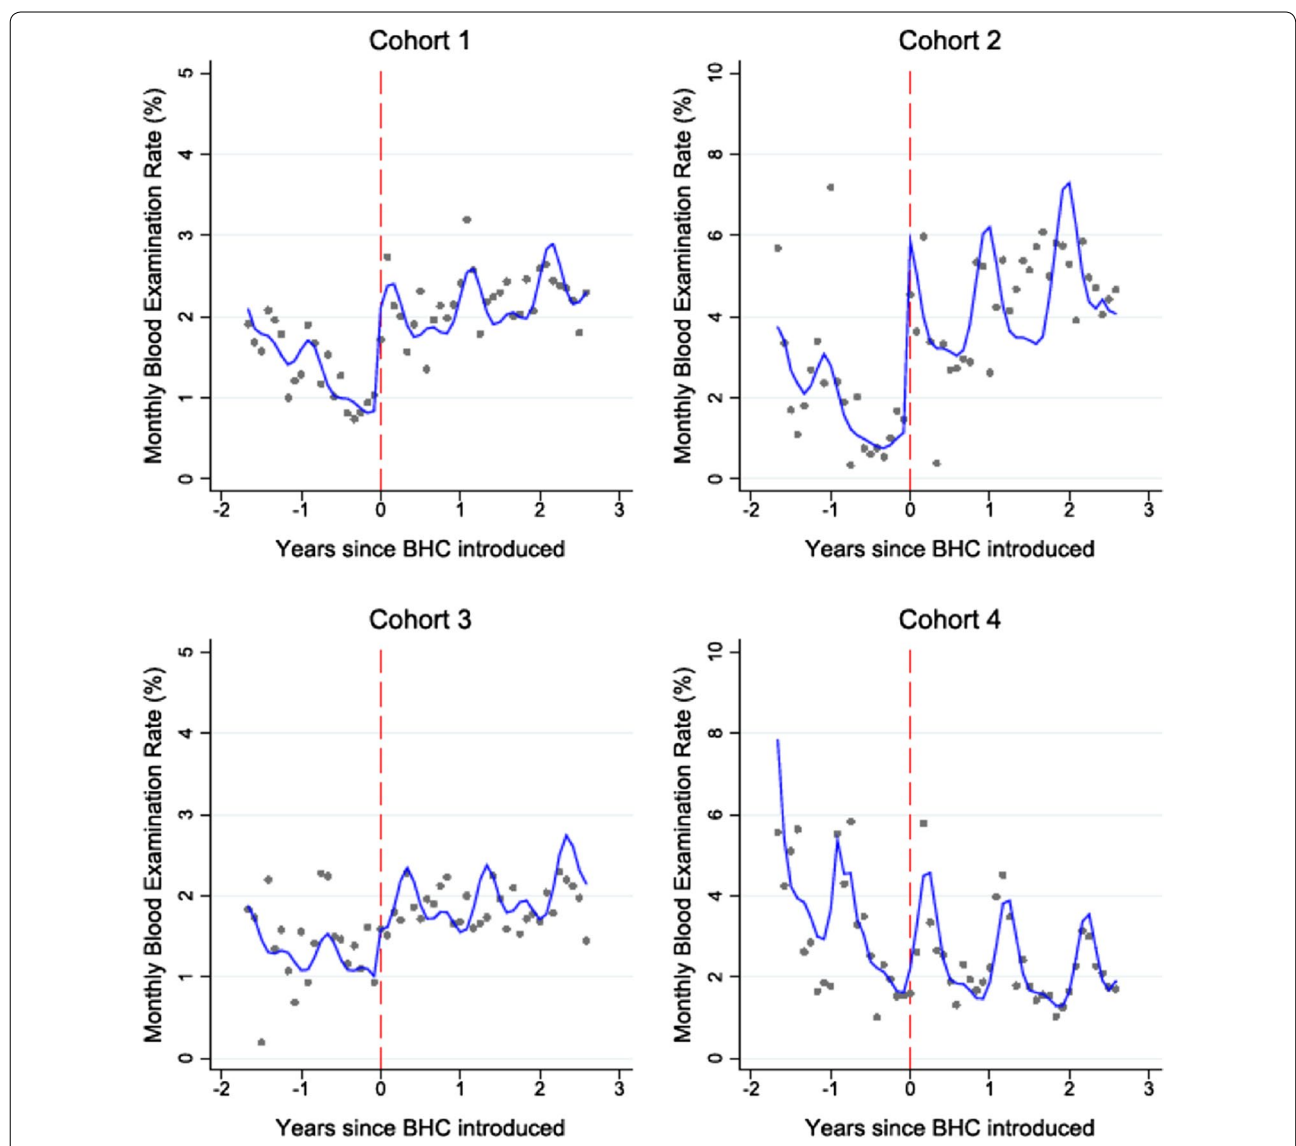 Cohort 1
Monthly Blood Examination Rate (%)
5
4
3
2
1
0
-2 -1 0 1 2 3
Years since BHC introduced
Cohort 2
Monthly Blood Examination Rate (%)
10
8
6
4
2
0
-2 -1 0 1 2 3
Years since BHC introduced
Cohort 3
Monthly Blood Examination Rate (%)
5
4
3
2
1
0
-2 -1 0 1 2 3
Years since BHC introduced
Cohort 4
Monthly Blood Examination Rate (%)
10
8
6
4
2
0
-2 -1 0 1 2 3
Years since BHC introduced